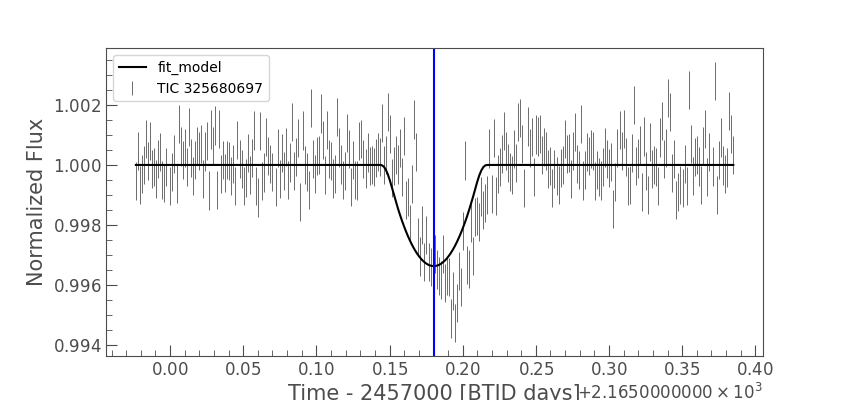 fit_model
TIC 325680697
Normalized Flux
1.002
1.000
0.998
0.996
0.994
0.00 0.05 0.10 0.15 0.20 0.25 0.30 0.35 0.40
Time - 2457000 [BTJD days]
+2.1650000000 × 10³